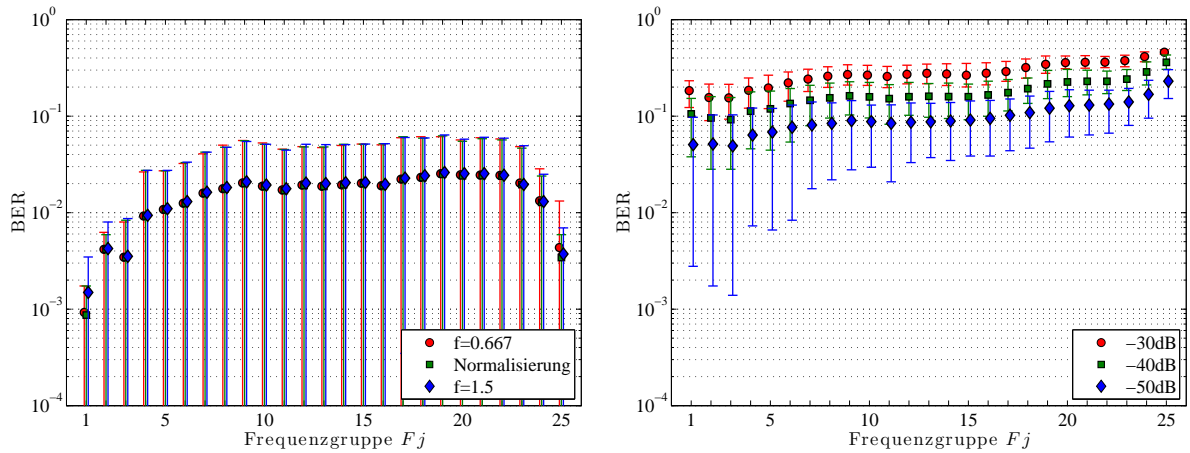 10^0
10^{-1}
10^{-2}
10^{-3}
10^{-4}
BER
1 5 10 15 20 25
Frequenzgruppe Fj
f=0.667
Normalisierung
f=1.5
10^0
10^{-1}
10^{-2}
10^{-3}
10^{-4}
BER
1 5 10 15 20 25
Frequenzgruppe Fj
−30dB
−40dB
−50dB